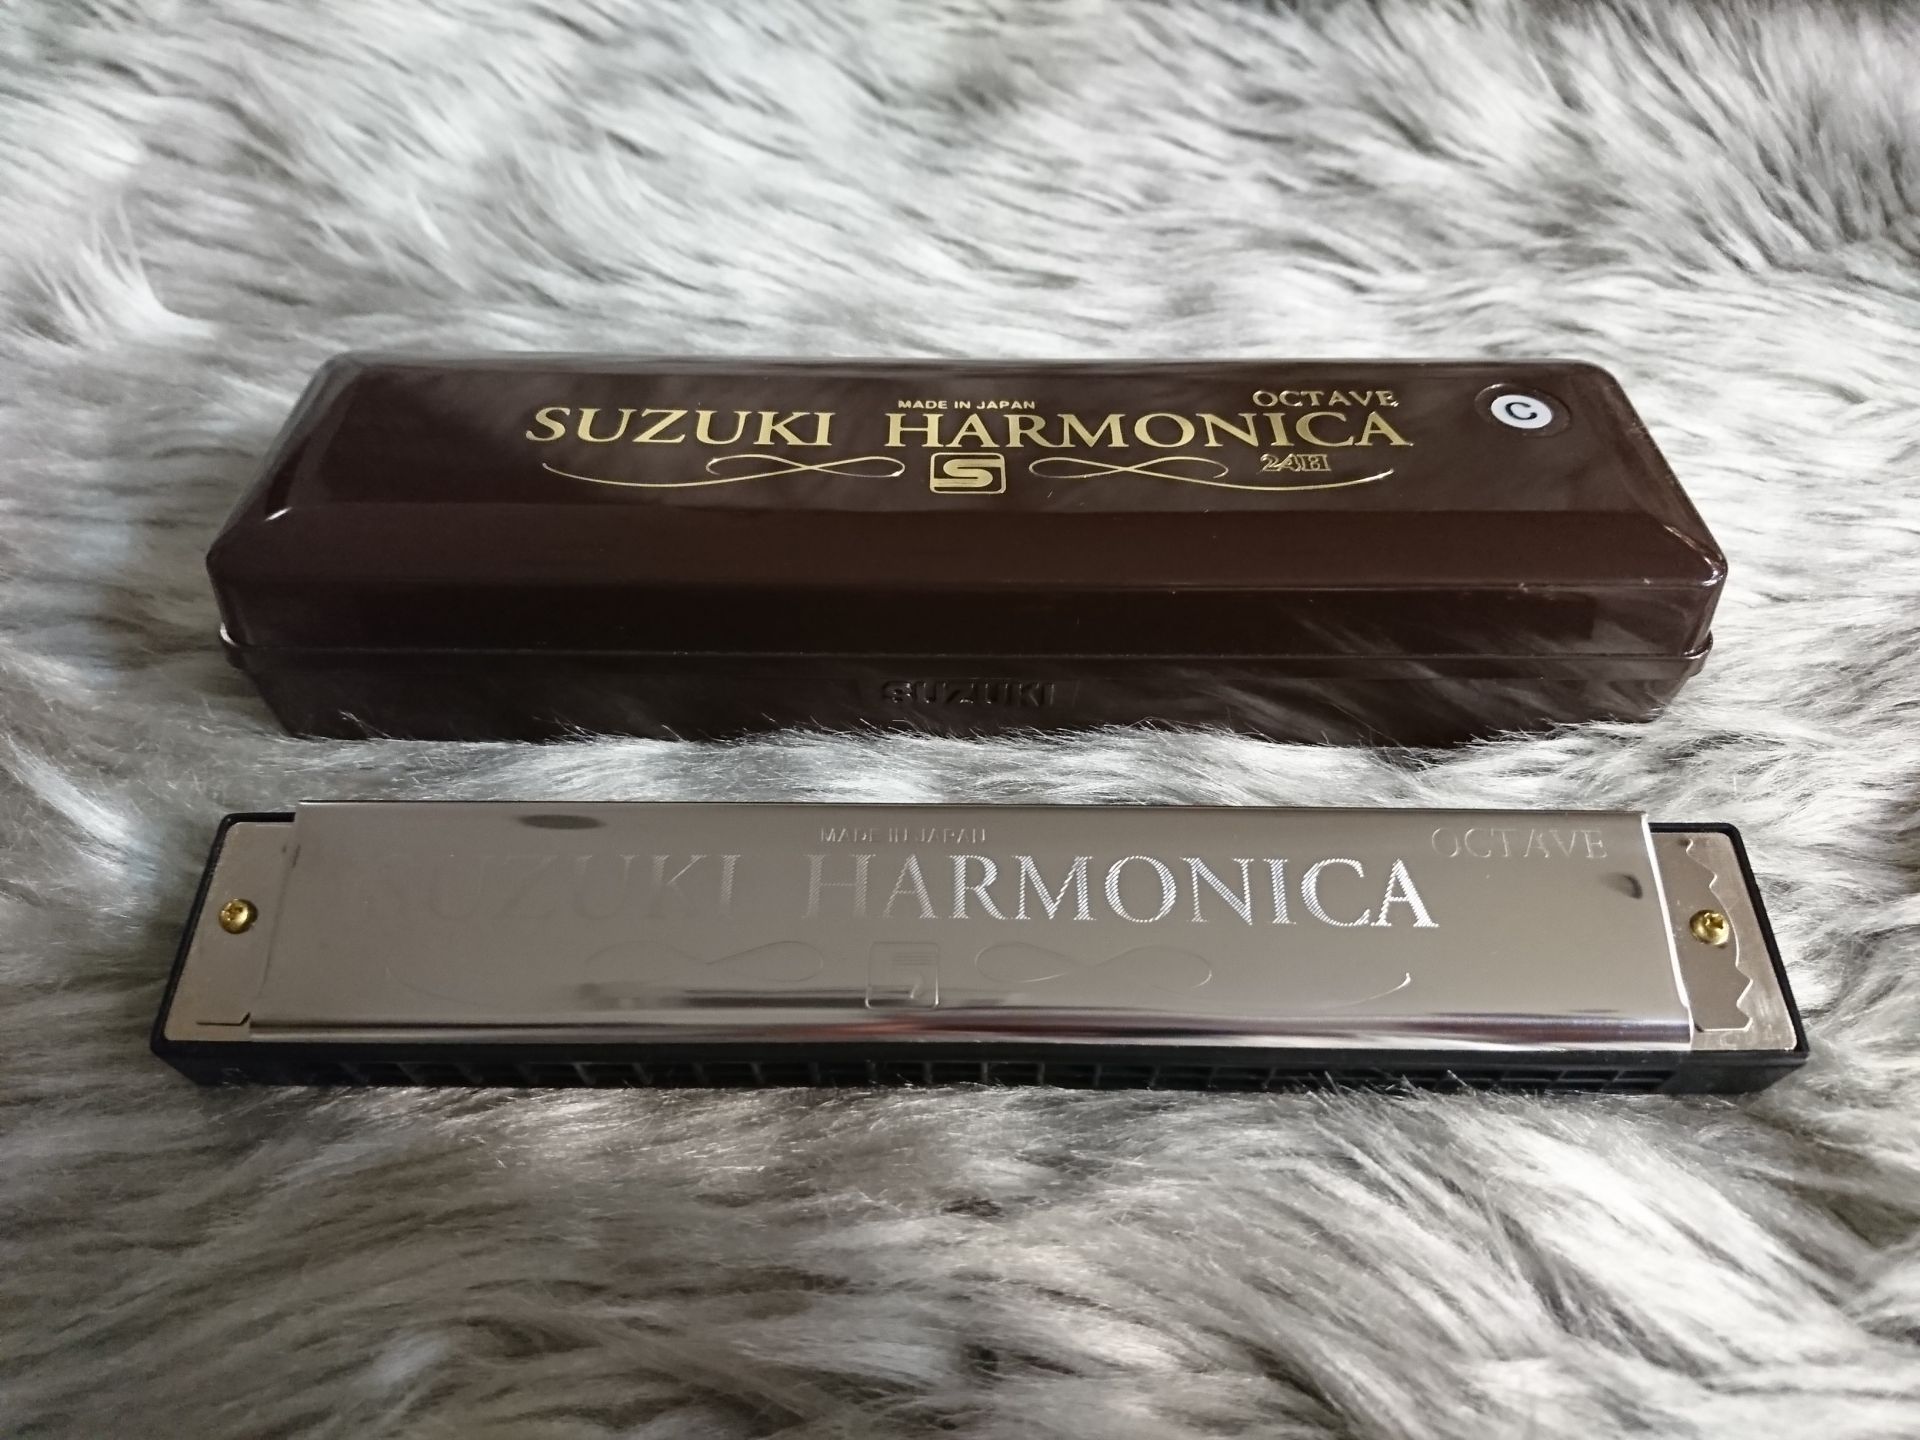 OCTAVE
MADE IN JAPAN
SUZUKI HARMONICA
S 24H
C
SUZUKI
MADE IN JAPAN OCTAVE
SUZUKI HARMONICA
S